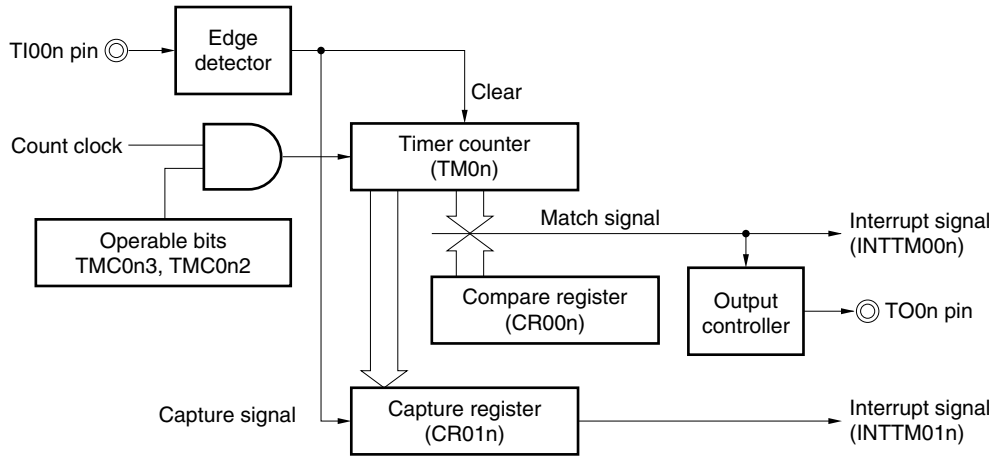 TI00n pin
Edge
detector
Clear
Count clock
Timer counter
(TM0n)
Operable bits
TMC0n3, TMC0n2
Match signal
Interrupt signal
(INTTM00n)
Compare register
(CR00n)
Output
controller
TO0n pin
Capture signal
Capture register
(CR01n)
Interrupt signal
(INTTM01n)